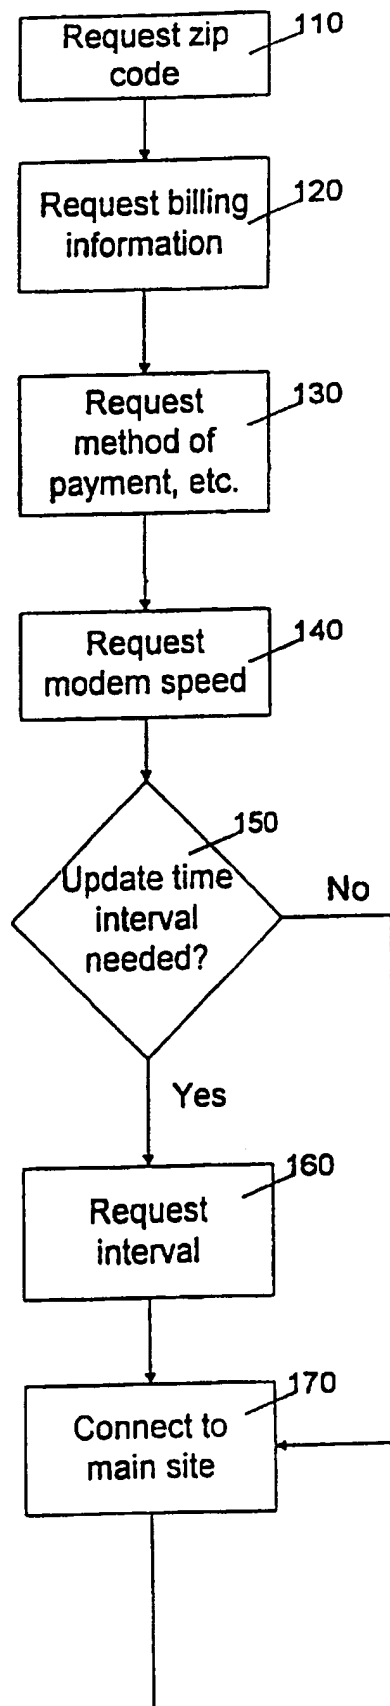 Request zip
code
110
Request billing
information
120
Request
method of
payment, etc.
130
Request
modem speed
140
Update time
interval
needed?
150
No
Yes
Request
interval
160
Connect to
main site
170